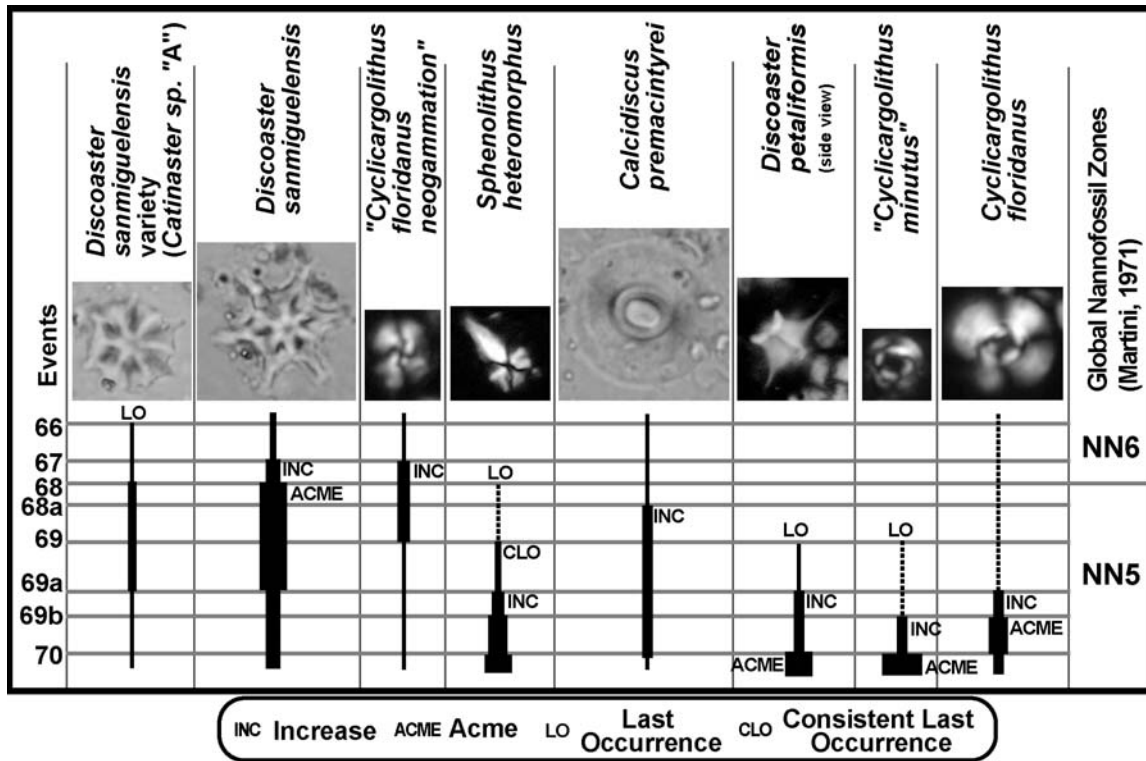 Events
Discoaster
sanmiguelensis
variety
(Catinaster sp. "A")
Discoaster
sanmiguelensis
"Cyclicargolithus
floridanus
neogammation"
Sphenolithus
heteromorphus
Calcidiscus
premacintyrei
Discoaster
petaliformis
(side view)
"Cyclicargolithus
minutus"
Cyclicargolithus
floridanus
Global Nannofossil Zones
(Martini, 1971)
LO
66
NN6
67
INC
INC
68
ACME
LO
68a
INC
69
CLO
LO
LO
NN5
69a
INC
INC
INC
69b
INC
ACME
70
ACME
ACME
INC Increase ACME Acme LO Last Occurrence CLO Consistent Last Occurrence